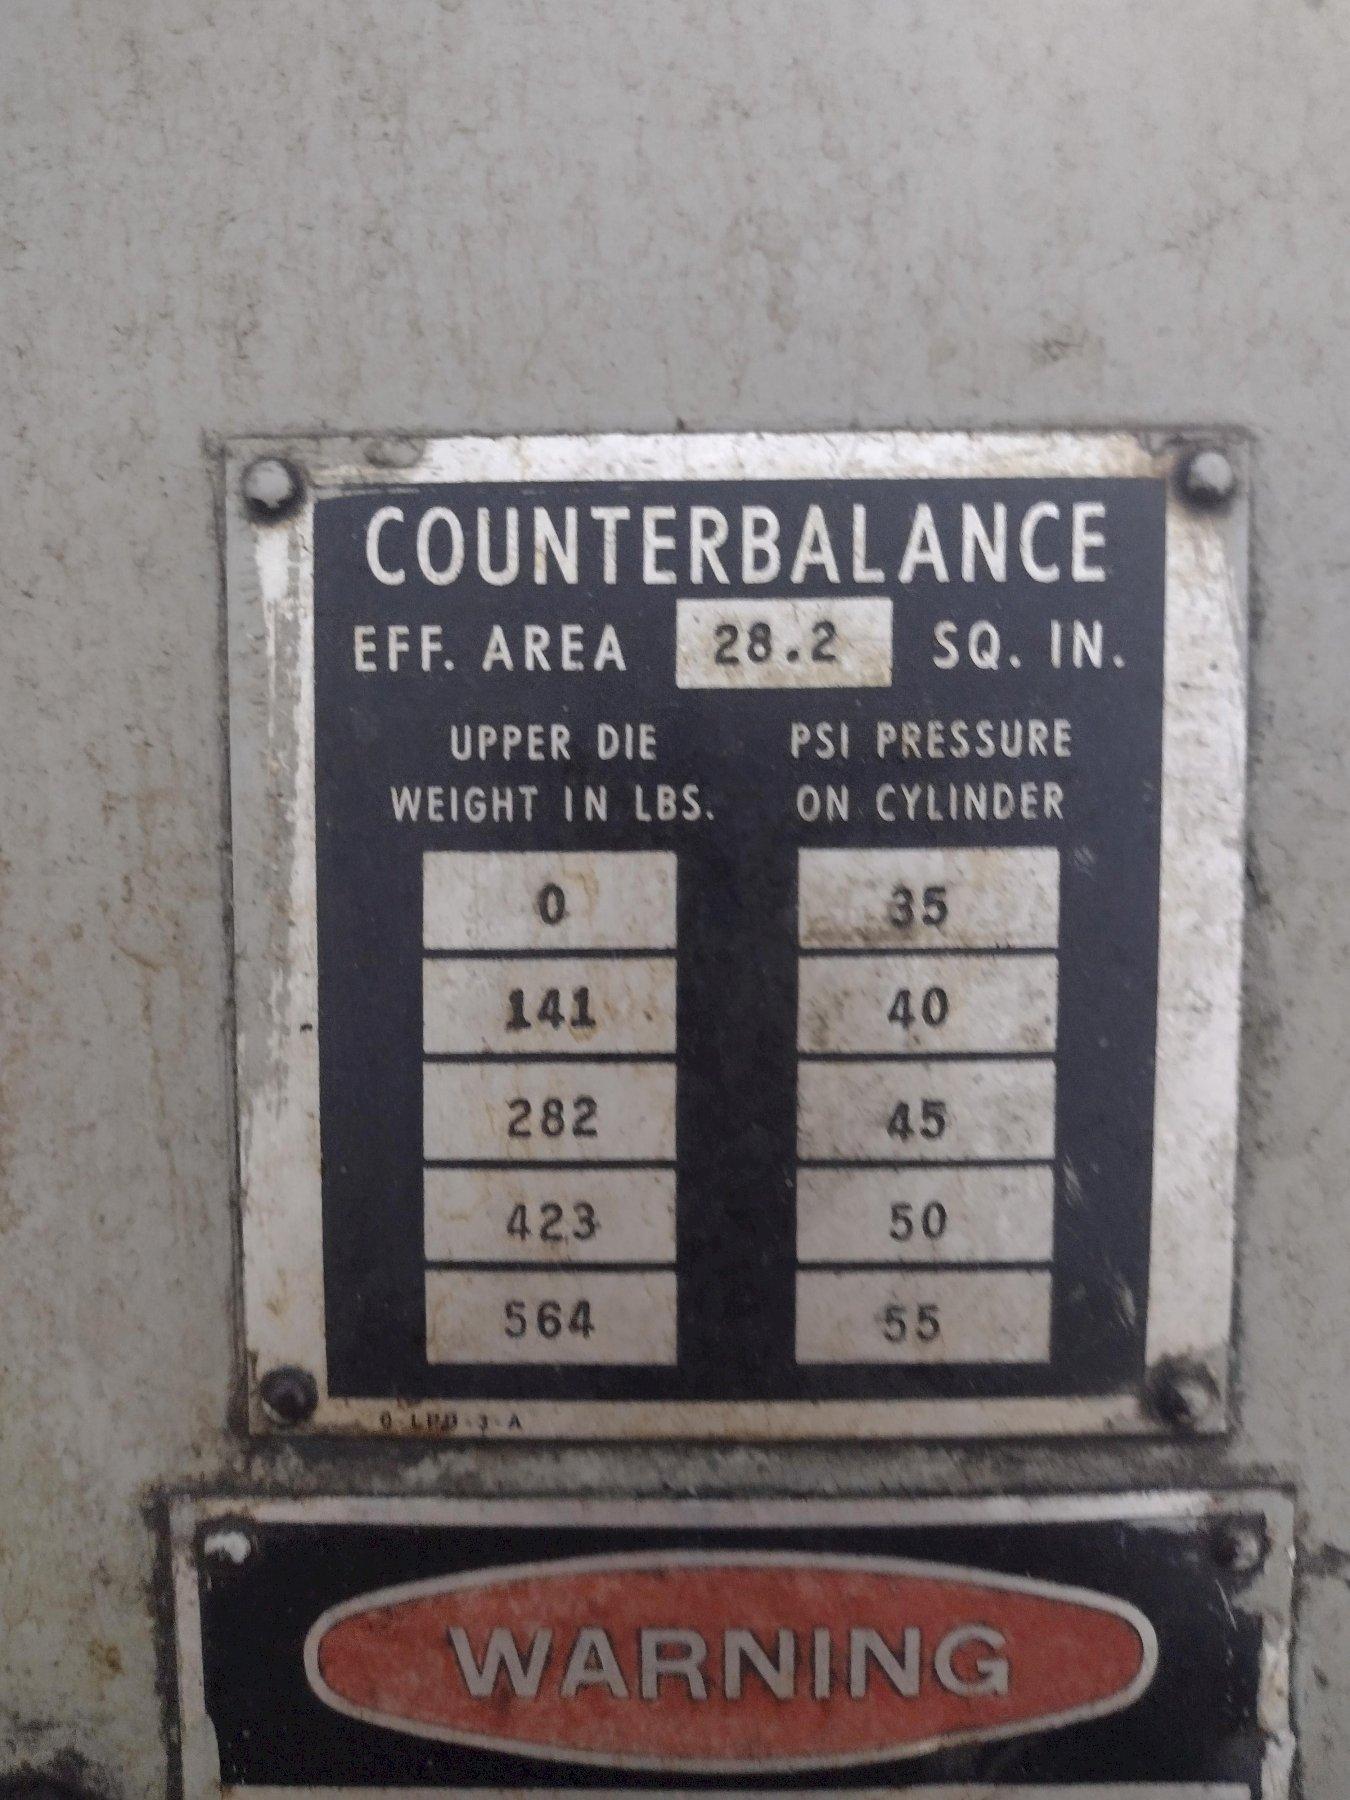 COUNTERBALANCE
EFF. AREA 28.2 SQ. IN.
UPPER DIE PSI PRESSURE
WEIGHT IN LBS. ON CYLINDER
0 35
141 40
282 45
423 50
564 55
WARNING